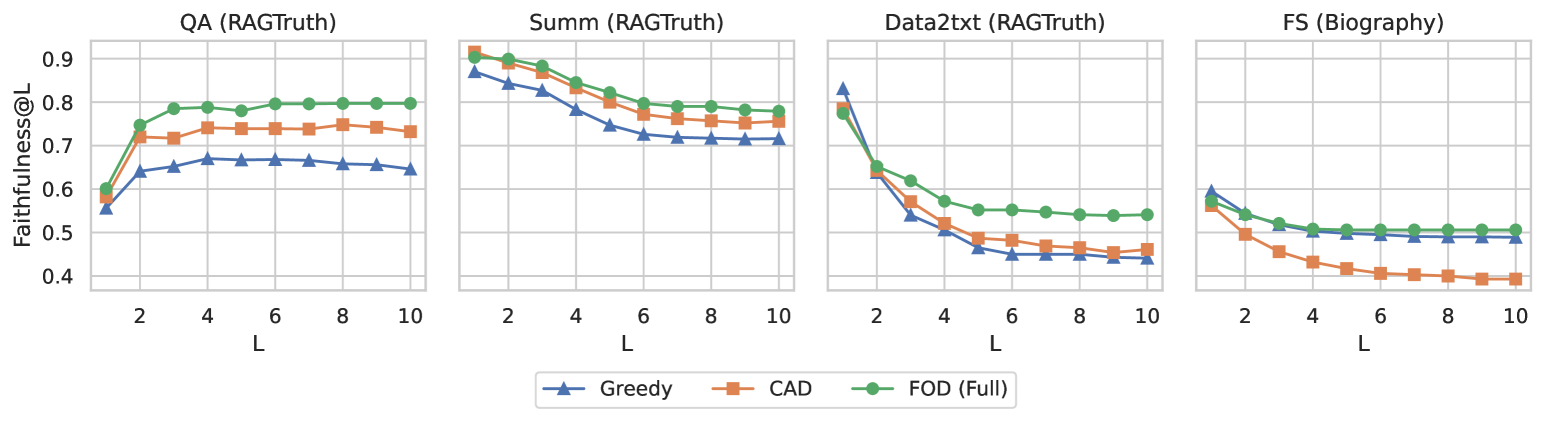 QA (RAGTruth) Summ (RAGTruth) Data2txt (RAGTruth) FS (Biography)
Faithfulness@L
0.9
0.8
0.7
0.6
0.5
0.4
2 4 6 8 10 2 4 6 8 10 2 4 6 8 10 2 4 6 8 10
L L L L
Greedy CAD FOD (Full)